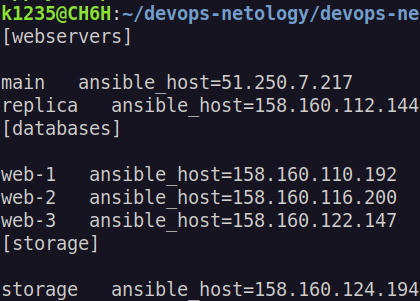 k1235@CH6H:~/devops-netology/devops-ne
[webservers]
main   ansible_host=51.250.7.217
replica   ansible_host=158.160.112.144
[databases]
web-1   ansible_host=158.160.110.192
web-2   ansible_host=158.160.116.200
web-3   ansible_host=158.160.122.147
[storage]
storage   ansible_host=158.160.124.194